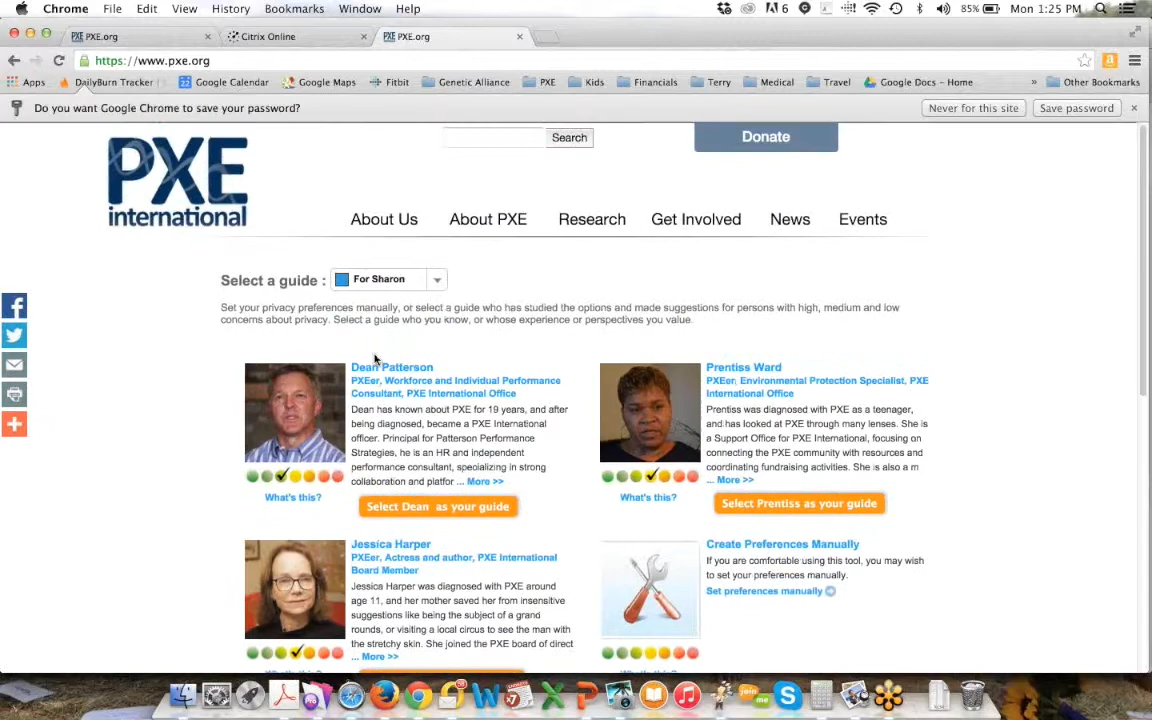 Chrome File Edit View History Bookmarks Window Help 6 85% Mon 1:25 PM
PXE.org × Citrix Online × PXE.org ×
https://www.pxe.org
Apps DailyBurn Tracker 22 Google Calendar Google Maps Fitbit Genetic Alliance PXE Kids Financials Terry Medical Travel Google Docs - Home » Other Bookmarks
Do you want Google Chrome to save your password? Never for this site Save password ×
Search Donate
PXE
international
About Us About PXE Research Get Involved News Events
Select a guide : For Sharon
Set your privacy preferences manually, or select a guide who has studied the options and made suggestions for persons with high, medium and low
concerns about privacy. Select a guide who you know, or whose experience or perspectives you value.
Dean Patterson
PXEer, Workforce and Individual Performance
Consultant, PXE International Office
Dean has known about PXE for 19 years, and after
being diagnosed, became a PXE International
officer. Principal for Patterson Performance
Strategies, he is an HR and independent
performance consultant, specializing in strong
collaboration and platfor ... More >>
What's this?
Select Dean as your guide
Prentiss Ward
PXEer, Environmental Protection Specialist, PXE
International Office
Prentiss was diagnosed with PXE as a teenager,
and has looked at PXE through many lenses. She is
a Support Office for PXE International, focusing on
connecting the PXE community with resources and
coordinating fundraising activities. She is also a m
... More >>
What's this?
Select Prentiss as your guide
Jessica Harper
PXEer, Actress and author, PXE International
Board Member
Jessica Harper was diagnosed with PXE around
age 11, and her mother saved her from insensitive
suggestions like being the subject of a grand
rounds, or visiting a local circus to see the man with
the stretchy skin. She joined the PXE board of direct
... More >>
Create Preferences Manually
If you are comfortable using this tool, you may wish
to set your preferences manually.
Set preferences manually